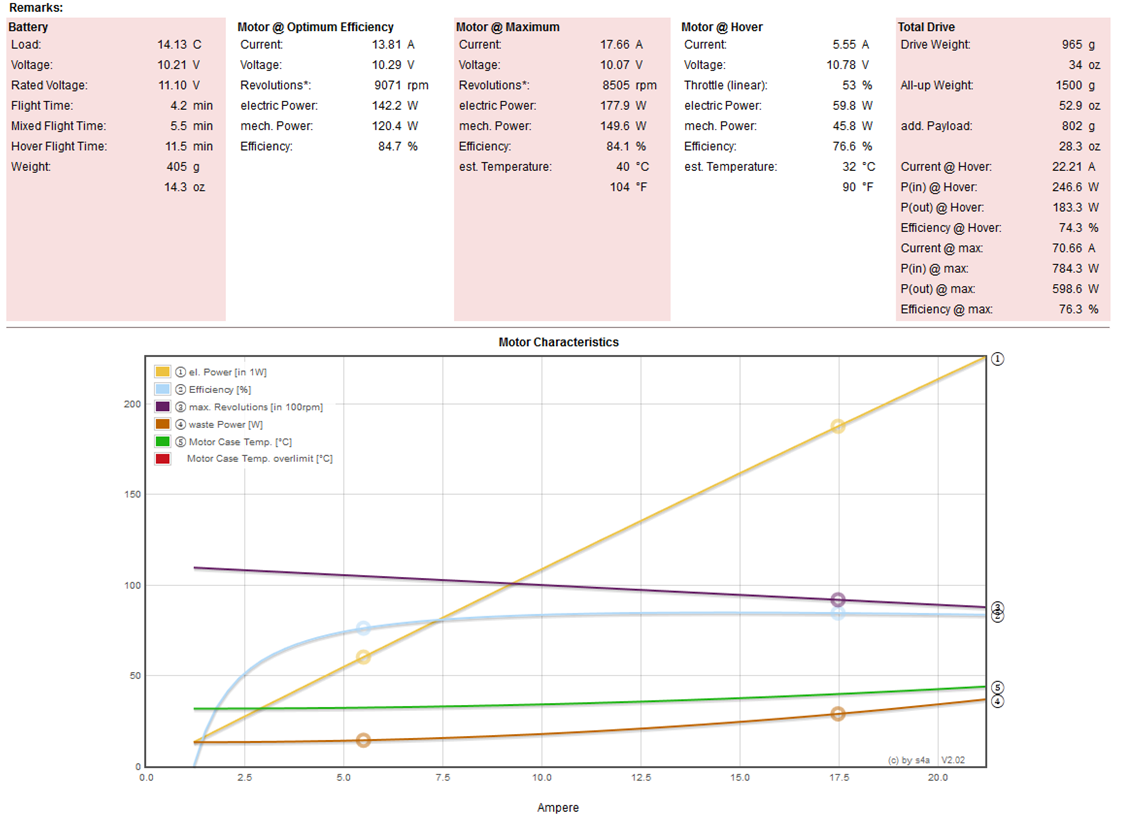 Remarks:
Battery
Load: 14.13 C
Voltage: 10.21 V
Rated Voltage: 11.10 V
Flight Time: 4.2 min
Mixed Flight Time: 5.5 min
Hover Flight Time: 11.5 min
Weight: 405 g
14.3 oz
Motor @ Optimum Efficiency
Current: 13.81 A
Voltage: 10.29 V
Revolutions*: 9071 rpm
electric Power: 142.2 W
mech. Power: 120.4 W
Efficiency: 84.7 %
Motor @ Maximum
Current: 17.66 A
Voltage: 10.07 V
Revolutions*: 8505 rpm
electric Power: 177.9 W
mech. Power: 149.6 W
Efficiency: 84.1 %
est. Temperature: 40 °C
104 °F
Motor @ Hover
Current: 5.55 A
Voltage: 10.78 V
Throttle (linear): 53 %
electric Power: 59.8 W
mech. Power: 45.8 W
Efficiency: 76.6 %
est. Temperature: 32 °C
90 °F
Total Drive
Drive Weight: 965 g
34 oz
All-up Weight: 1500 g
52.9 oz
add. Payload: 802 g
28.3 oz
Current @ Hover: 22.21 A
P(in) @ Hover: 246.6 W
P(out) @ Hover: 183.3 W
Efficiency @ Hover: 74.3 %
Current @ max: 70.66 A
P(in) @ max: 784.3 W
P(out) @ max: 598.6 W
Efficiency @ max: 76.3 %
Motor Characteristics
① el. Power [in 1W]
② Efficiency [%]
③ max. Revolutions [in 100rpm]
④ waste Power [W]
⑤ Motor Case Temp. [°C]
Motor Case Temp. overlimit [°C]
200
150
100
50
0
①
③
②
⑤
④
(c) by s4a V2.02
0.0 2.5 5.0 7.5 10.0 12.5 15.0 17.5 20.0
Ampere